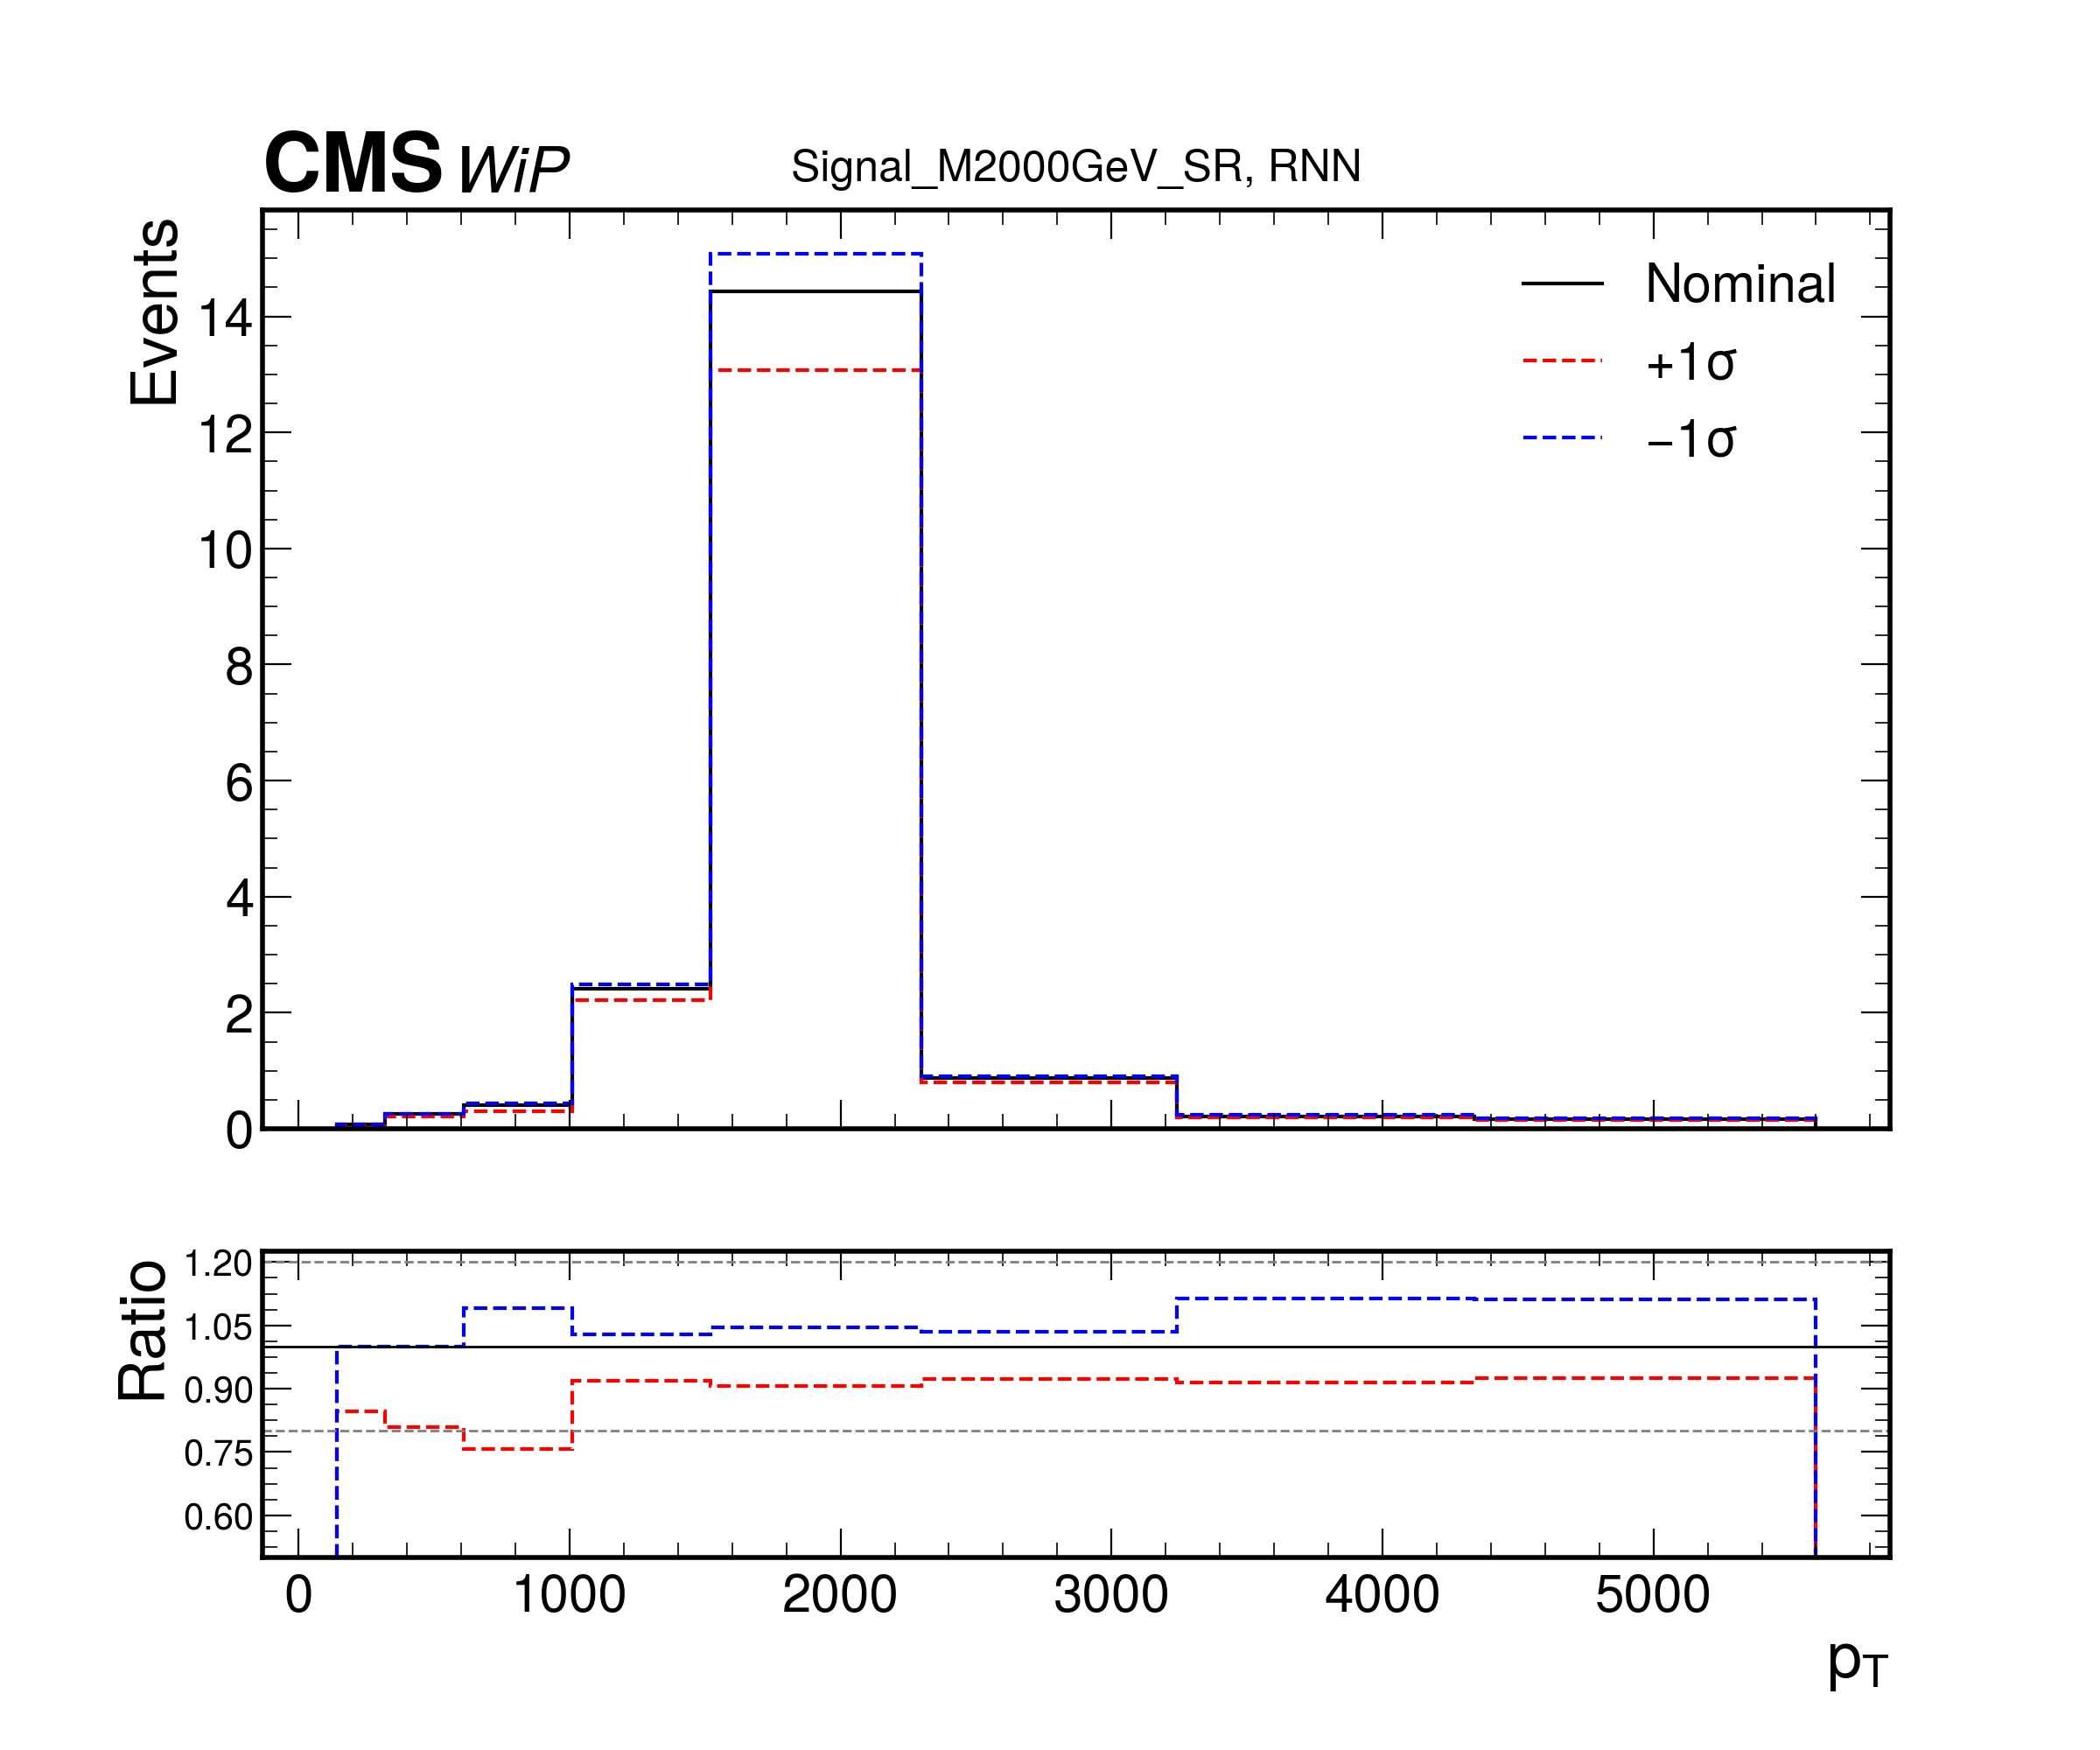 CMS WiP
Signal_M2000GeV_SR, RNN
Events
14
12
10
8
6
4
2
0
Nominal
+1σ
−1σ
Ratio
1.20
1.05
0.90
0.75
0.60
0 1000 2000 3000 4000 5000
pT